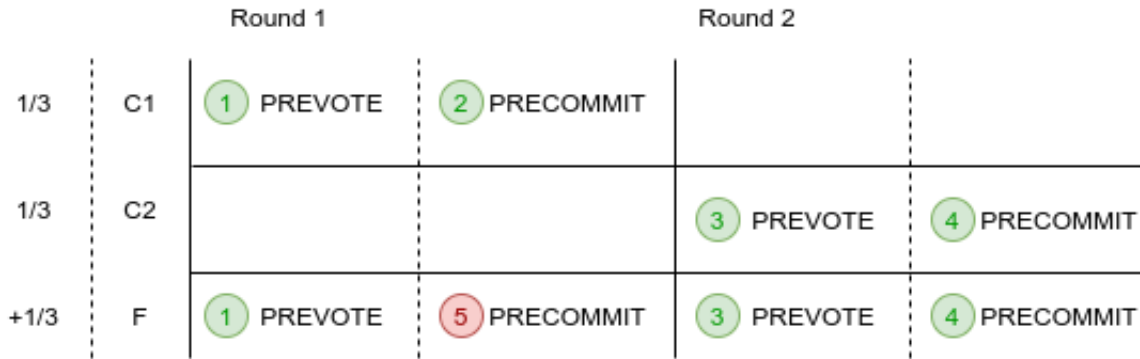 Round 1 Round 2
1/3 C1 1 PREVOTE 2 PRECOMMIT
1/3 C2 3 PREVOTE 4 PRECOMMIT
+1/3 F 1 PREVOTE 5 PRECOMMIT 3 PREVOTE 4 PRECOMMIT